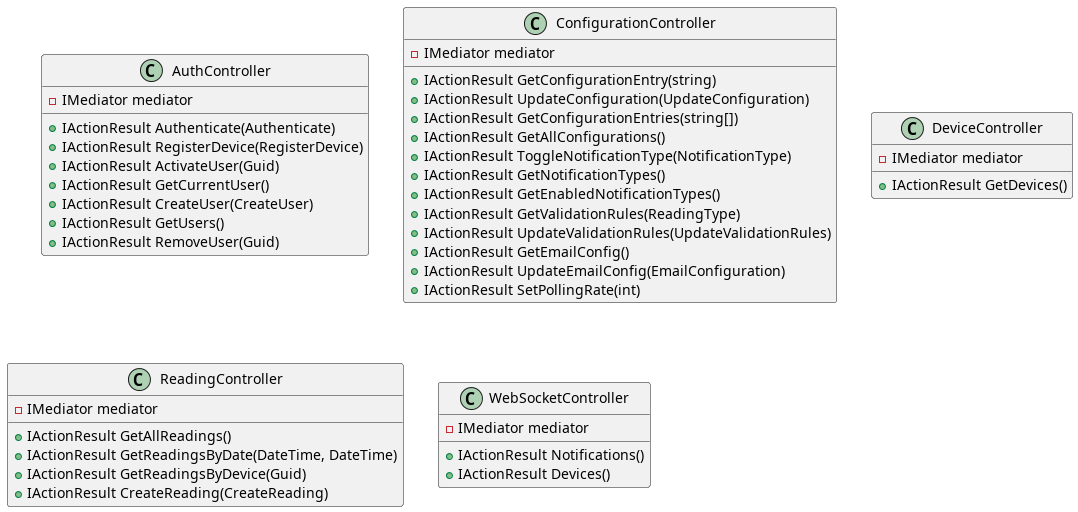 C AuthController
IMediator mediator
IActionResult Authenticate(Authenticate)
IActionResult RegisterDevice(RegisterDevice)
IActionResult ActivateUser(Guid)
IActionResult GetCurrentUser()
IActionResult CreateUser(CreateUser)
IActionResult GetUsers()
IActionResult RemoveUser(Guid)
C ConfigurationController
IMediator mediator
IActionResult GetConfigurationEntry(string)
IActionResult UpdateConfiguration(UpdateConfiguration)
IActionResult GetConfigurationEntries(string[])
IActionResult GetAllConfigurations()
IActionResult ToggleNotificationType(NotificationType)
IActionResult GetNotificationTypes()
IActionResult GetEnabledNotificationTypes()
IActionResult GetValidationRules(ReadingType)
IActionResult UpdateValidationRules(UpdateValidationRules)
IActionResult GetEmailConfig()
IActionResult UpdateEmailConfig(EmailConfiguration)
IActionResult SetPollingRate(int)
C DeviceController
IMediator mediator
IActionResult GetDevices()
C ReadingController
IMediator mediator
IActionResult GetAllReadings()
IActionResult GetReadingsByDate(DateTime, DateTime)
IActionResult GetReadingsByDevice(Guid)
IActionResult CreateReading(CreateReading)
C WebSocketController
IMediator mediator
IActionResult Notifications()
IActionResult Devices()